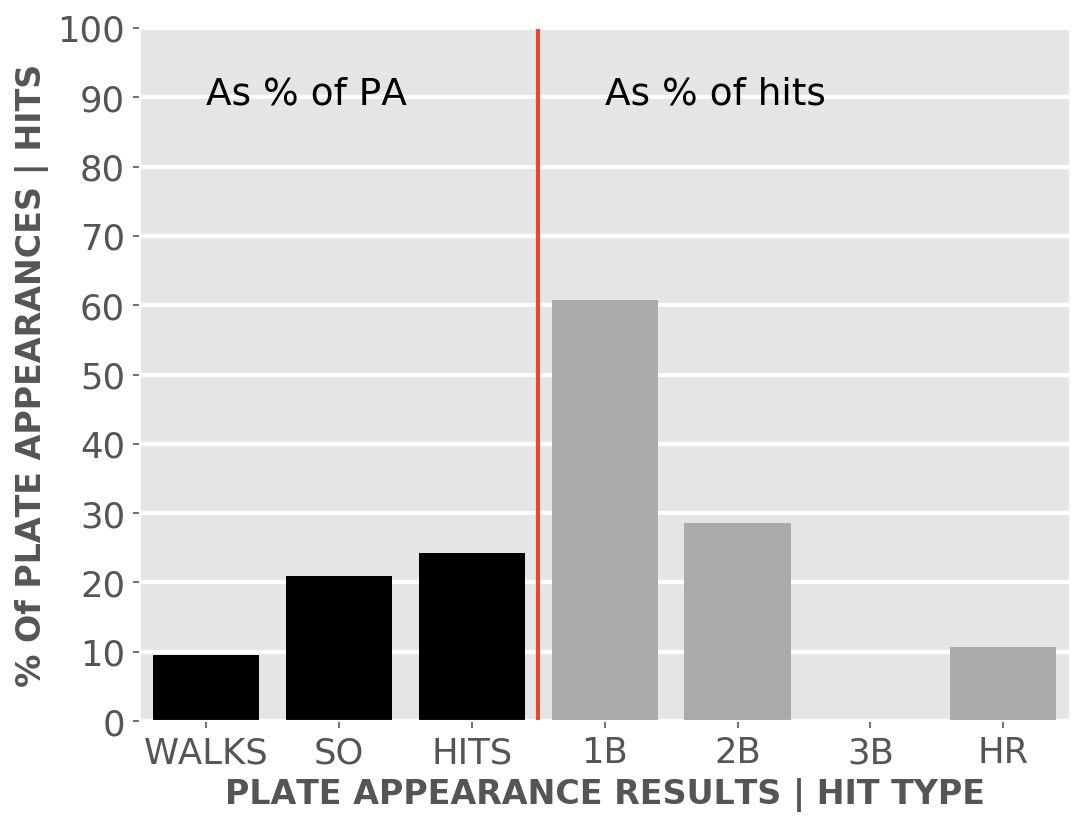 100
90
80
70
60
50
40
30
20
10
0
% Of PLATE APPEARANCES | HITS
As % of PA
As % of hits
WALKS SO HITS 1B 2B 3B HR
PLATE APPEARANCE RESULTS | HIT TYPE